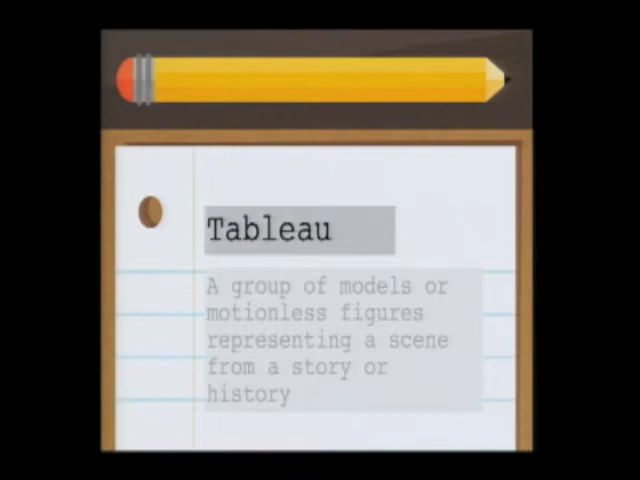 Tableau
A group of models or
motionless figures
representing a scene
from a story or
history